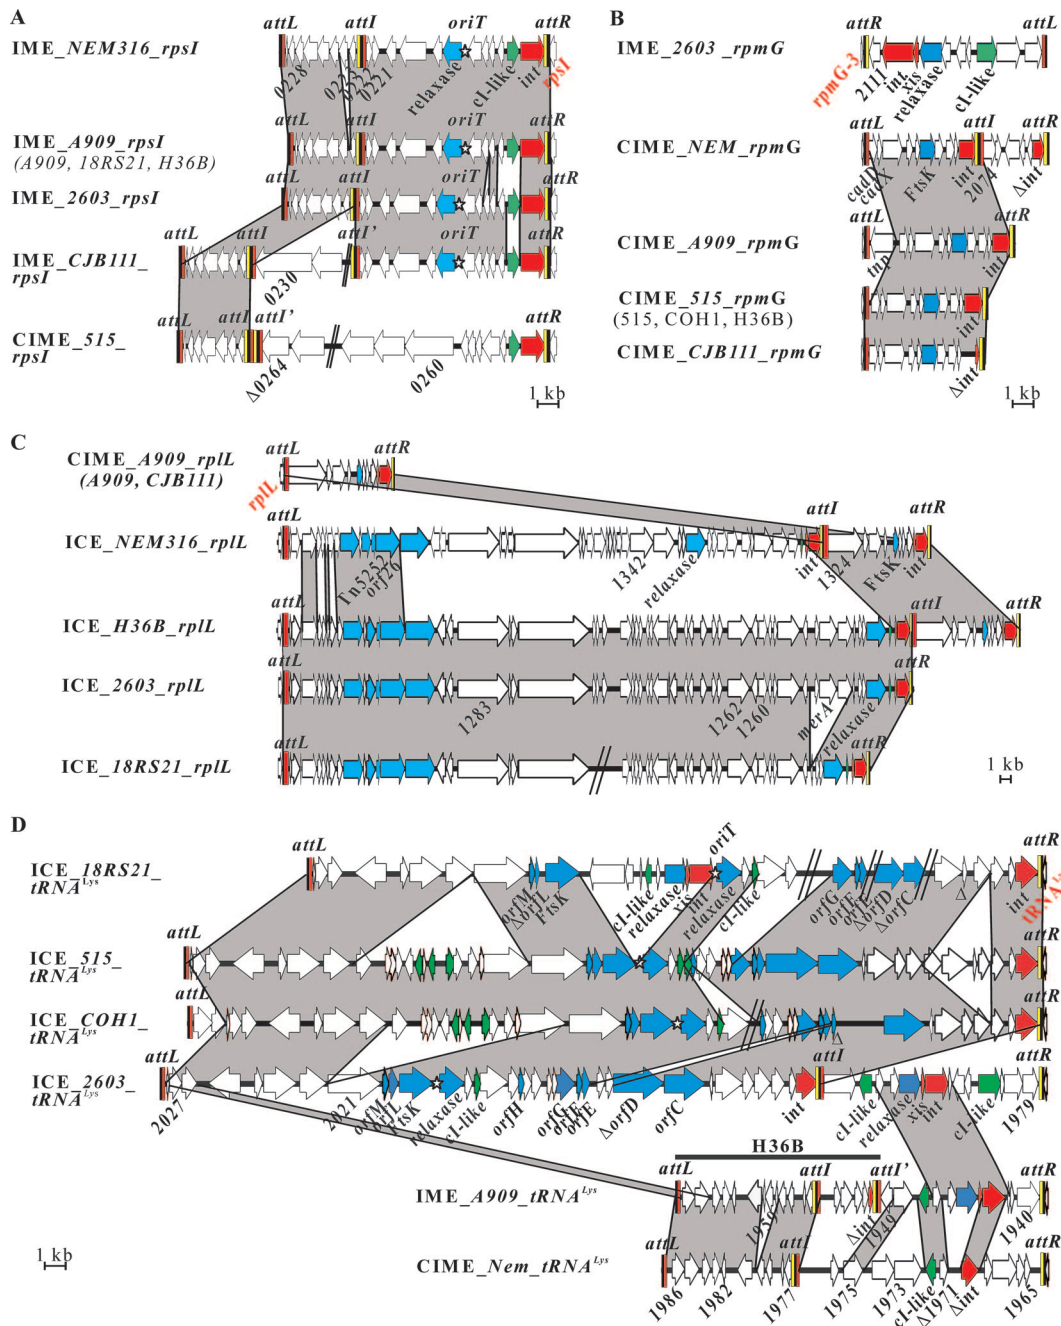 A
attL attI oriT attR
IME_NEM316_rpsI
0228 0223 0222 0221 relaxase cI-like int rpsI
attL attI oriT attR
IME_A909_rpsI
(A909, 18RS21, H36B)
attL attI oriT attR
IME_2603_rpsI
attL attI attI' oriT attR
IME_CJB111_
rpsI
0230
attL attI attI' attR
CIME_515_
rpsI
Δ0264 0260
1 kb
B
attR attL
IME_2603_rpmG
rpmG-3 2111 int xis relaxase cI-like
attL attI attR
CIME_NEM_rpmG
cadD cadX FtsK int 2074 Δint
attL attR
CIME_A909_rpmG
tnp int
attL attR
CIME_515_rpmG
(515, COH1, H36B)
int
CIME_CJB111_rpmG
Δint
1 kb
C
attL attR
CIME_A909_rplL
(A909, CJB111)
rplL
attL attI attR
ICE_NEM316_rplL
Tn5252 orf26 1342 relaxase int 1324 FtsK int
attL attI attR
ICE_H36B_rplL
attL attR
ICE_2603_rplL
1283 1262 1260 merA relaxase
attL attR
ICE_18RS21_rplL
1 kb
D
attL oriT attR
ICE_18RS21_
tRNA^Lys
orfM ΔorfL FtsK cI-like relaxase xis int relaxase cI-like orfG orfF orfE ΔorfD ΔorfC Δ int
attL attR
ICE_515_
tRNA^Lys
attR
ICE_COH1_
tRNA^Lys
Δ
attL attI attR
ICE_2603_
tRNA^Lys
2027 2021 orfM orfL FtsK relaxase cI-like orfH orfG orfF orfE ΔorfD orfC int cI-like relaxase xis int cI-like 1979
H36B
attL attI attI' attR
IME_A909_tRNA^Lys
1959 Δint 1949 1940
attL attI attR
CIME_Nem_tRNA^Lys
1986 1982 1977 1975 1973 cI-like Δ1971 Δint 1965
1 kb